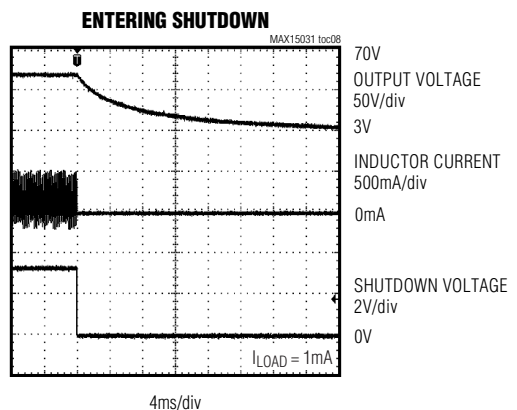 ENTERING SHUTDOWN
MAX15031 toc08
T
70V
OUTPUT VOLTAGE
50V/div
3V
INDUCTOR CURRENT
500mA/div
0mA
SHUTDOWN VOLTAGE
2V/div
0V
ILOAD = 1mA
4ms/div